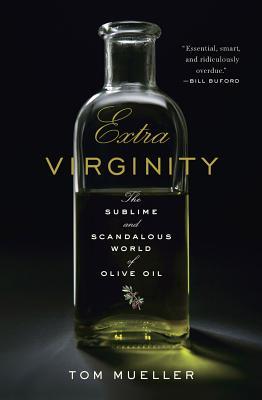 "Essential, smart,
and ridiculously
overdue."
—BILL BUFORD
Extra
VIRGINITY
The
SUBLIME
and
SCANDALOUS
WORLD
of
OLIVE OIL
TOM MUELLER